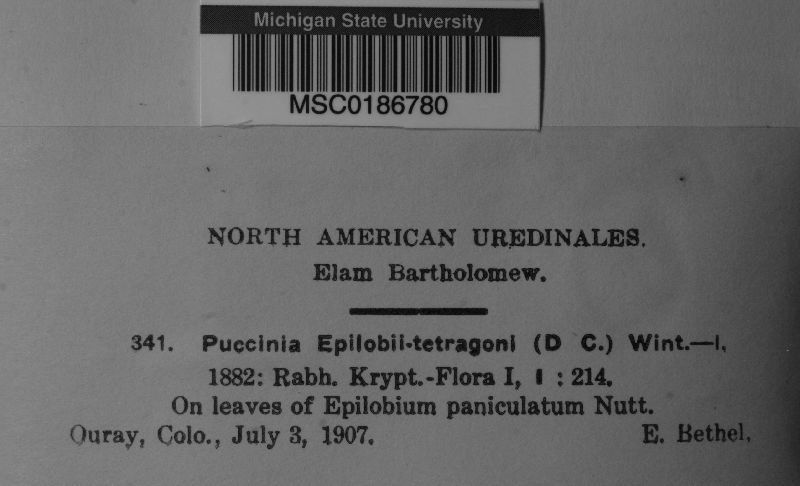 Michigan State University
MSC0186780
NORTH AMERICAN UREDINALES.
Elam Bartholomew.
341. Puccinia Epilobii-tetragoni (D C.) Wint.—I.
1882: Rabh. Krypt.-Flora I, 1 : 214.
On leaves of Epilobium paniculatum Nutt.
Ouray, Colo., July 3, 1907. E. Bethel.